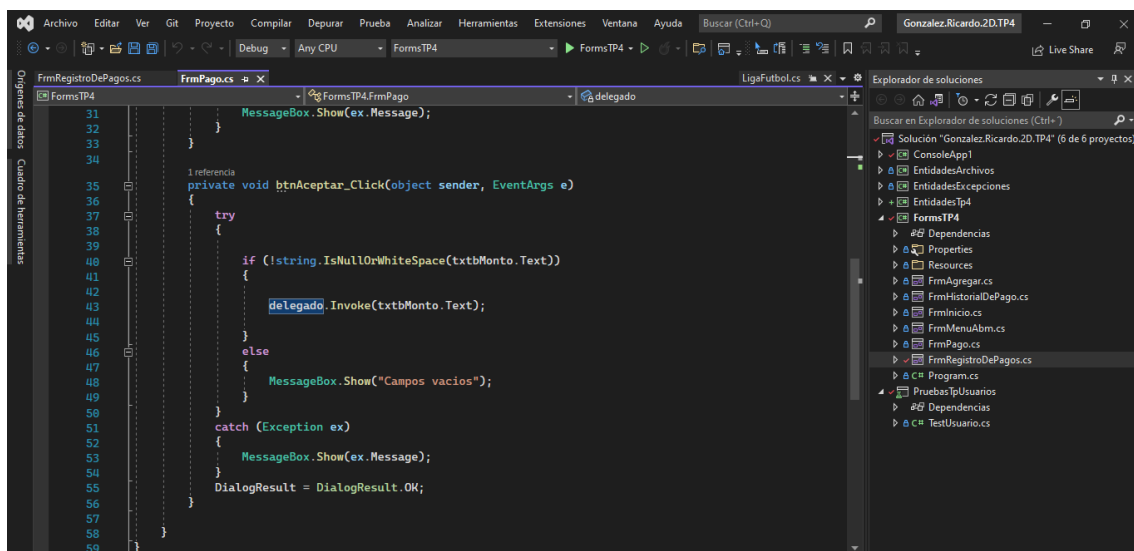 Archivo Editar Ver Git Proyecto Compilar Depurar Prueba Analizar Herramientas Extensiones Ventana Ayuda Buscar (Ctrl+Q) Gonzalez.Ricardo.2D.TP4
Debug Any CPU FormsTP4 FormsTP4 Live Share
Orígenes de datos
Cuadro de herramientas
FrmRegistroDePagos.cs FrmPago.cs LigaFutbol.cs
FormsTP4 FormsTP4.FrmPago delegado
31 MessageBox.Show(ex.Message);
32 }
33 }
34
1 referencia
35 private void btnAceptar_Click(object sender, EventArgs e)
36 {
37 try
38 {
39
40 if (!string.IsNullOrWhiteSpace(txtbMonto.Text))
41 {
42
43 delegado.Invoke(txtbMonto.Text);
44
45 }
46 else
47 {
48 MessageBox.Show("Campos vacios");
49 }
50 }
51 catch (Exception ex)
52 {
53 MessageBox.Show(ex.Message);
54 }
55 DialogResult = DialogResult.OK;
56 }
57
58 }
59 }
Explorador de soluciones
Buscar en Explorador de soluciones (Ctrl+´)
Solución "Gonzalez.Ricardo.2D.TP4" (6 de 6 proyectos)
ConsoleApp1
EntidadesArchivos
EntidadesExcepciones
EntidadesTp4
FormsTP4
Dependencias
Properties
Resources
FrmAgregar.cs
FrmHistorialDePago.cs
FrmInicio.cs
FrmMenuAbm.cs
FrmPago.cs
FrmRegistroDePagos.cs
C# Program.cs
PruebasTpUsuarios
Dependencias
C# TestUsuario.cs